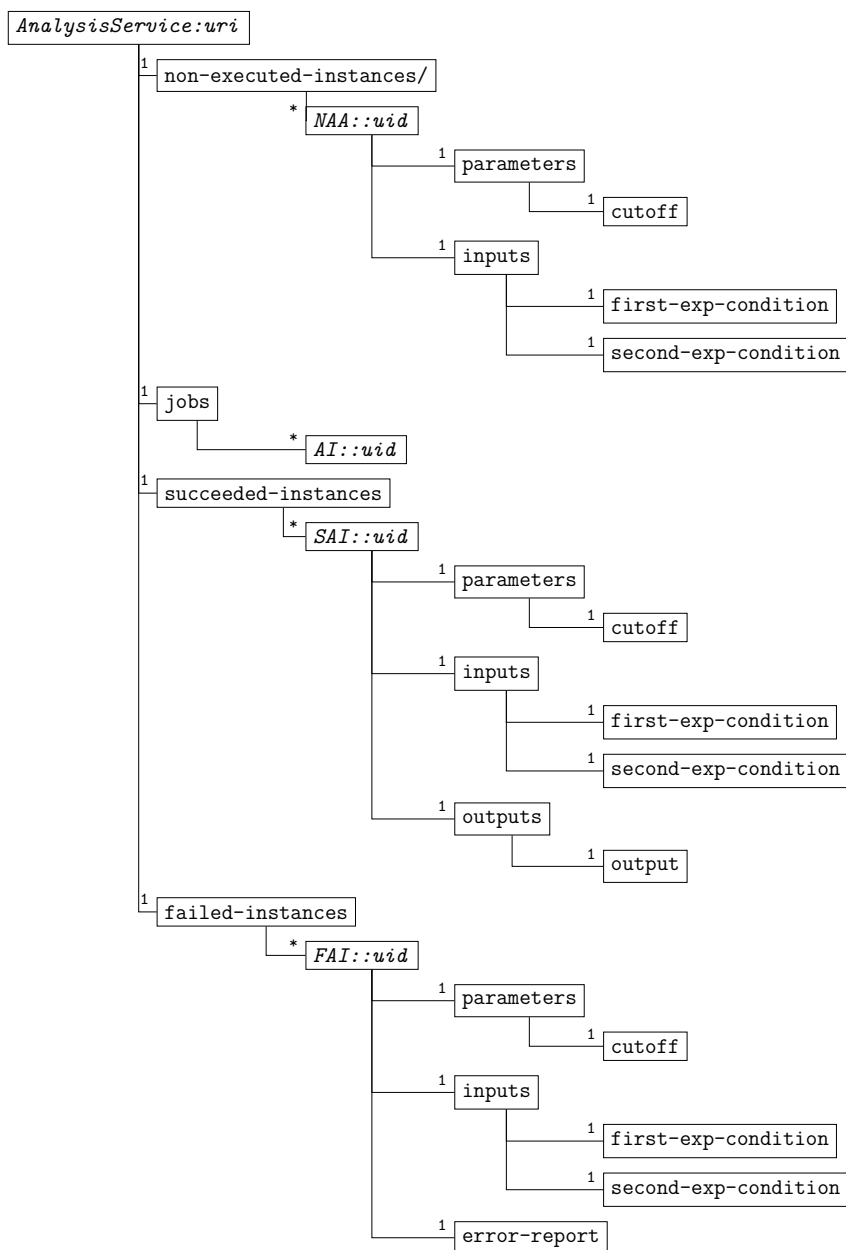 AnalysisService:uri
1 non-executed-instances/
* NAA::uid
1 parameters
1 cutoff
1 inputs
1 first-exp-condition
1 second-exp-condition
1 jobs
* AI::uid
1 succeeded-instances
* SAI::uid
1 parameters
1 cutoff
1 inputs
1 first-exp-condition
1 second-exp-condition
1 outputs
1 output
1 failed-instances
* FAI::uid
1 parameters
1 cutoff
1 inputs
1 first-exp-condition
1 second-exp-condition
1 error-report